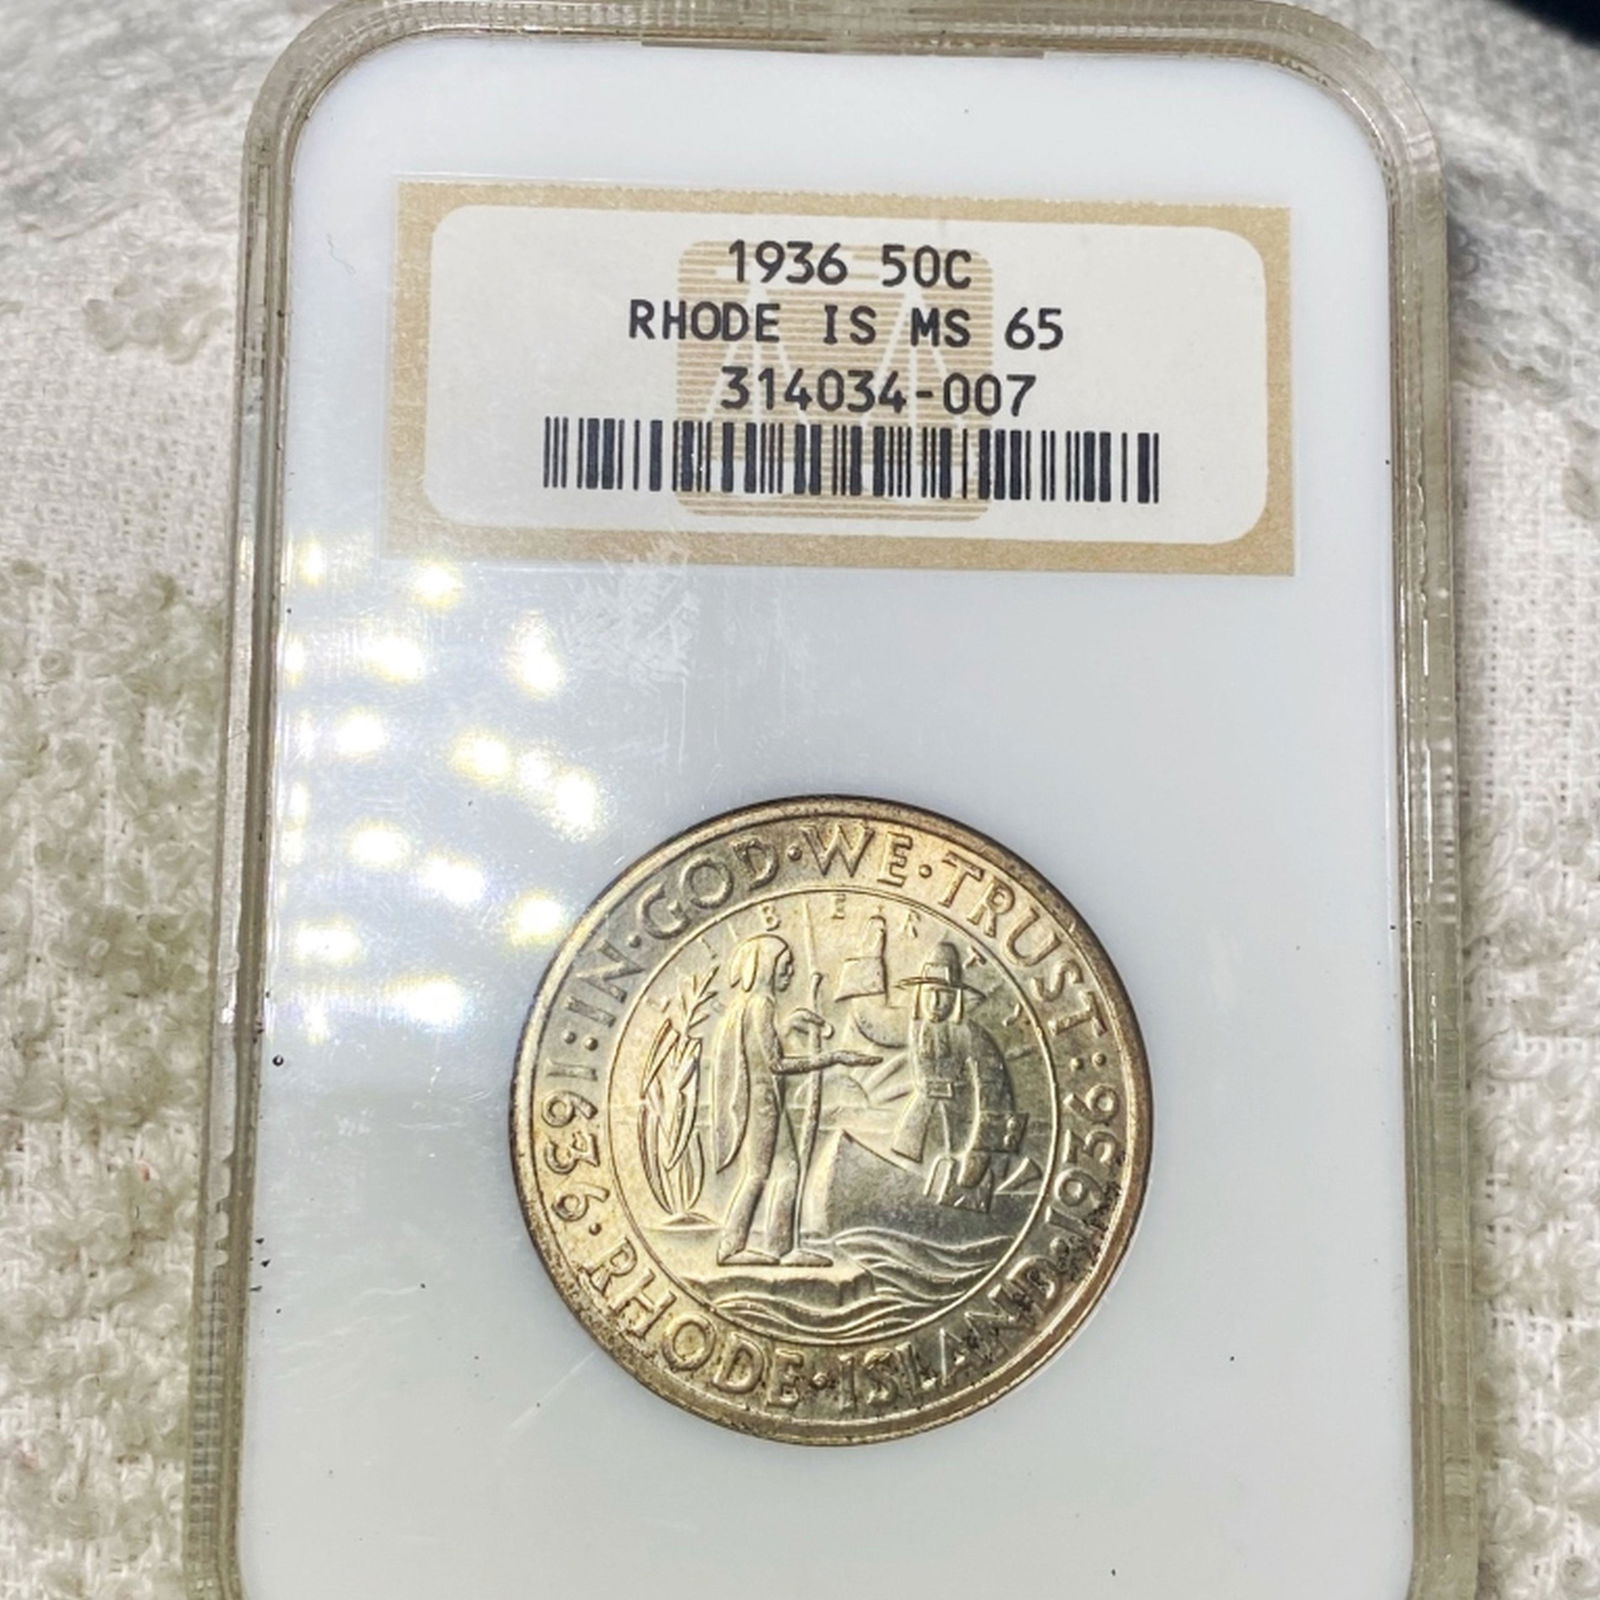 1936 50C
RHODE IS MS 65
314034-007
IN·GOD·WE·TRUST:
1636·RHODE·ISLAND·1936
LIBERTY